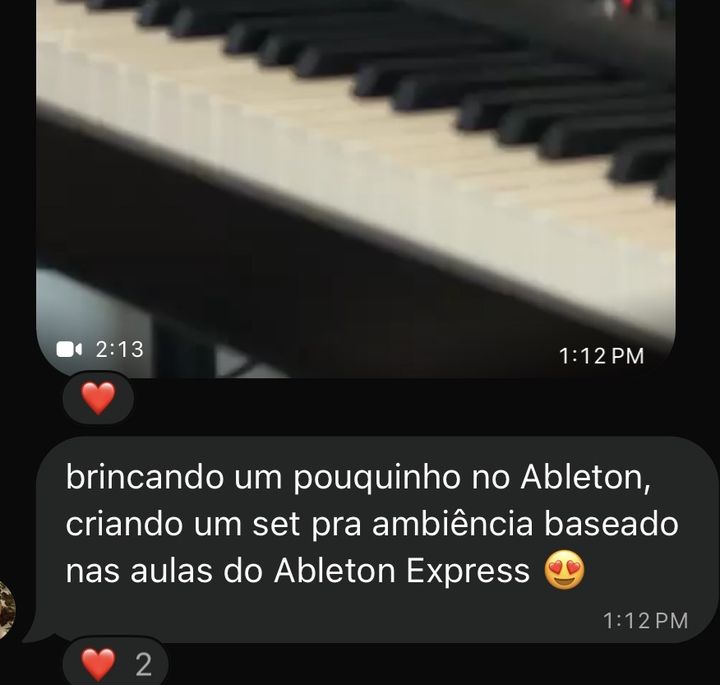 2:13
1:12 PM
❤️
brincando um pouquinho no Ableton,
criando um set pra ambiência baseado
nas aulas do Ableton Express 😍
1:12 PM
❤️ 2